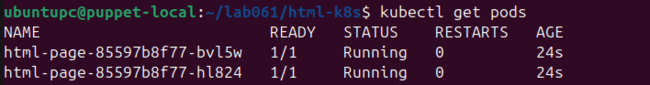 ubuntupc@puppet-local:~/lab061/html-k8s$ kubectl get pods
NAME READY STATUS RESTARTS AGE
html-page-85597b8f77-bvl5w 1/1 Running 0 24s
html-page-85597b8f77-hl824 1/1 Running 0 24s